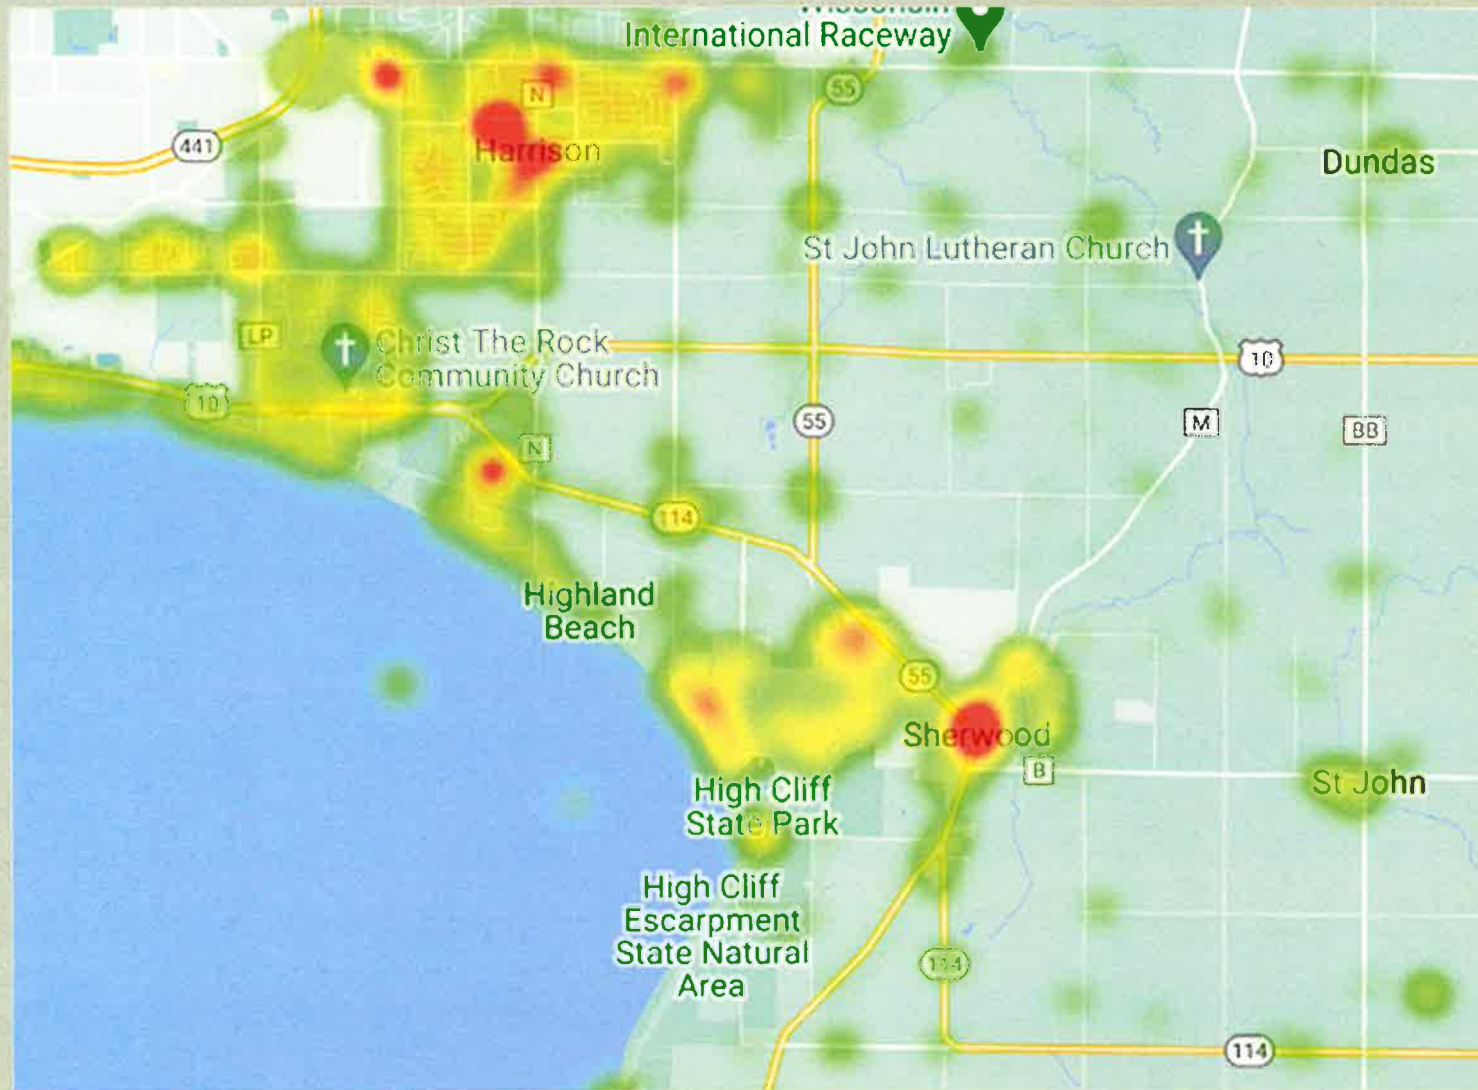 Wisconsin
International Raceway
N
55
441
Harrison
Dundas
St John Lutheran Church
LP
Christ The Rock
Community Church
10
10
55
M
BB
N
114
Highland
Beach
55
Sherwood
B
High Cliff
State Park
St John
High Cliff
Escarpment
State Natural
Area
114
114